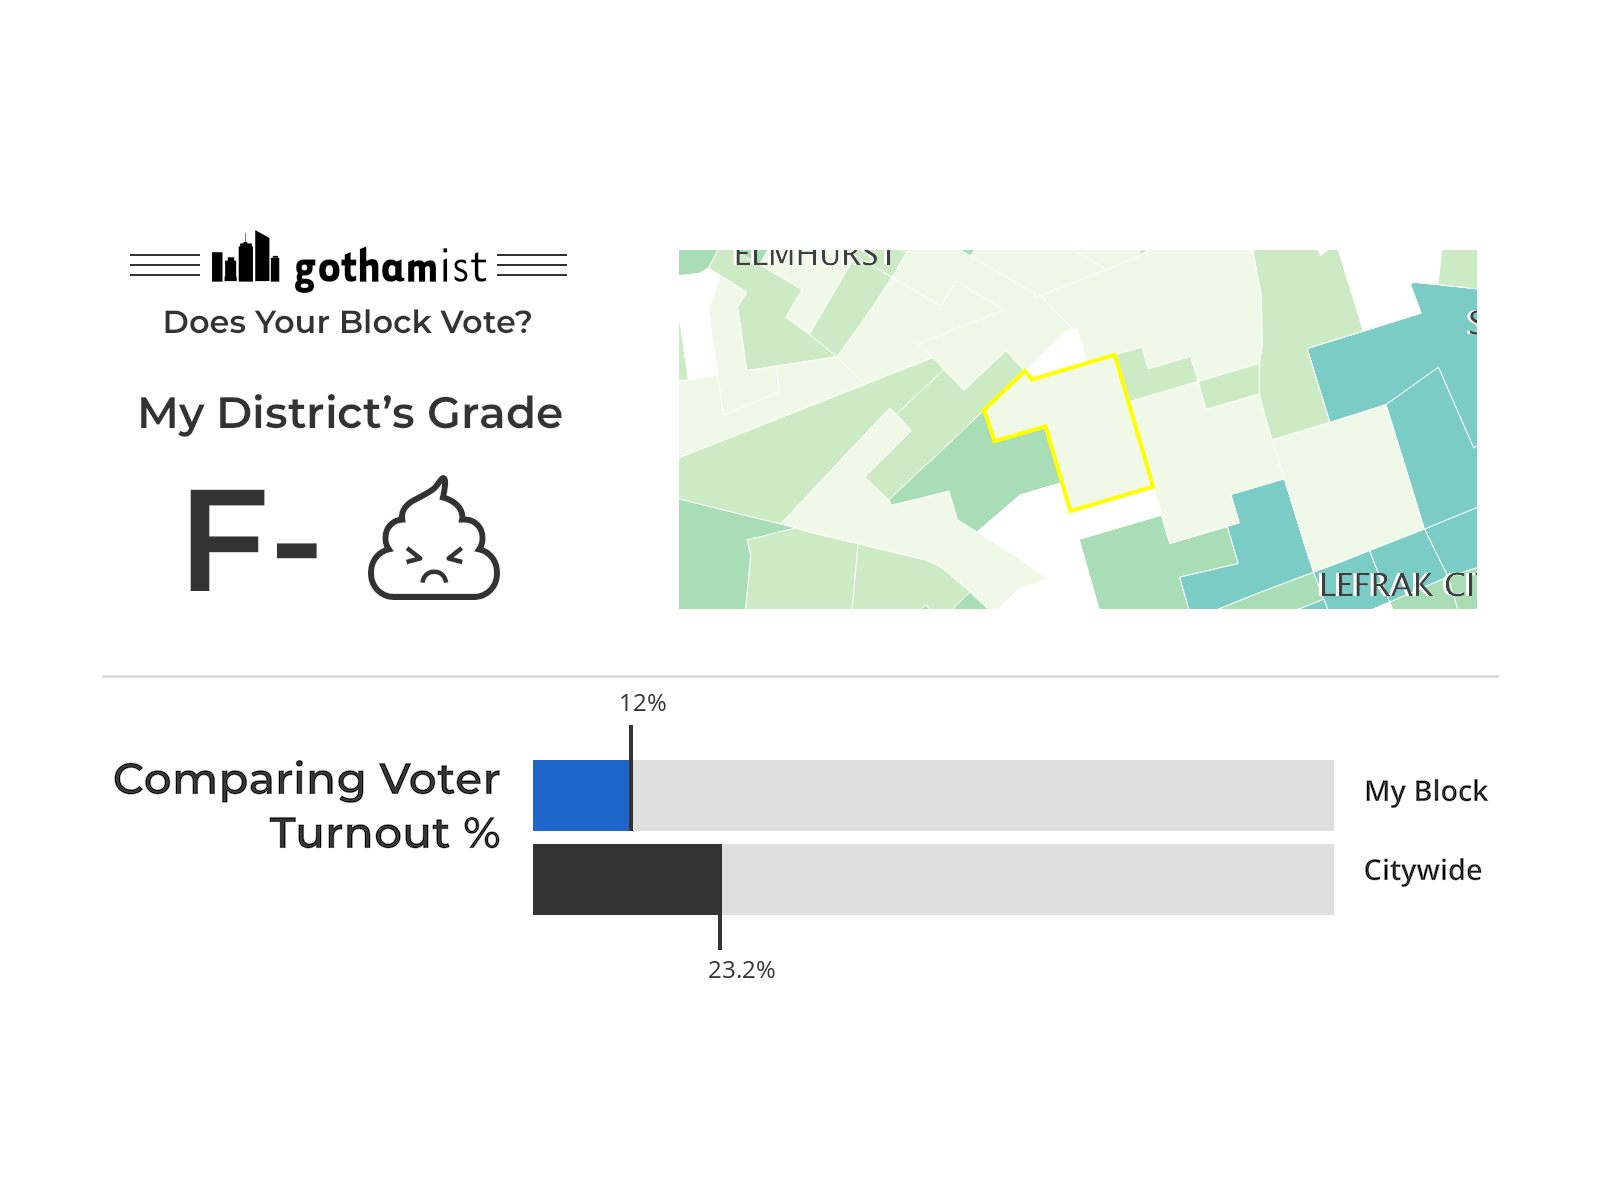 gothamist
Does Your Block Vote?
My District’s Grade
F-
ELMHURST
LEFRAK
12%
Comparing Voter
Turnout %
My Block
Citywide
23.2%